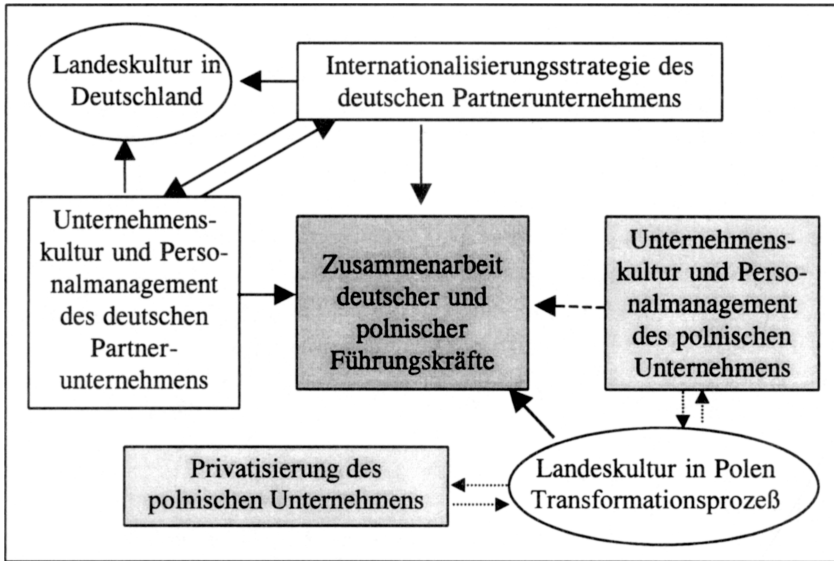 Landeskultur in
Deutschland
Internationalisierungsstrategie des
deutschen Partnerunternehmens
Unternehmens-
kultur und Perso-
nalmanagement
des deutschen
Partner-
unternehmens
Zusammenarbeit
deutscher und
polnischer
Führungskräfte
Unternehmens-
kultur und Perso-
nalmanagement
des polnischen
Unternehmens
Privatisierung des
polnischen Unternehmens
Landeskultur in Polen
Transformationsprozeß